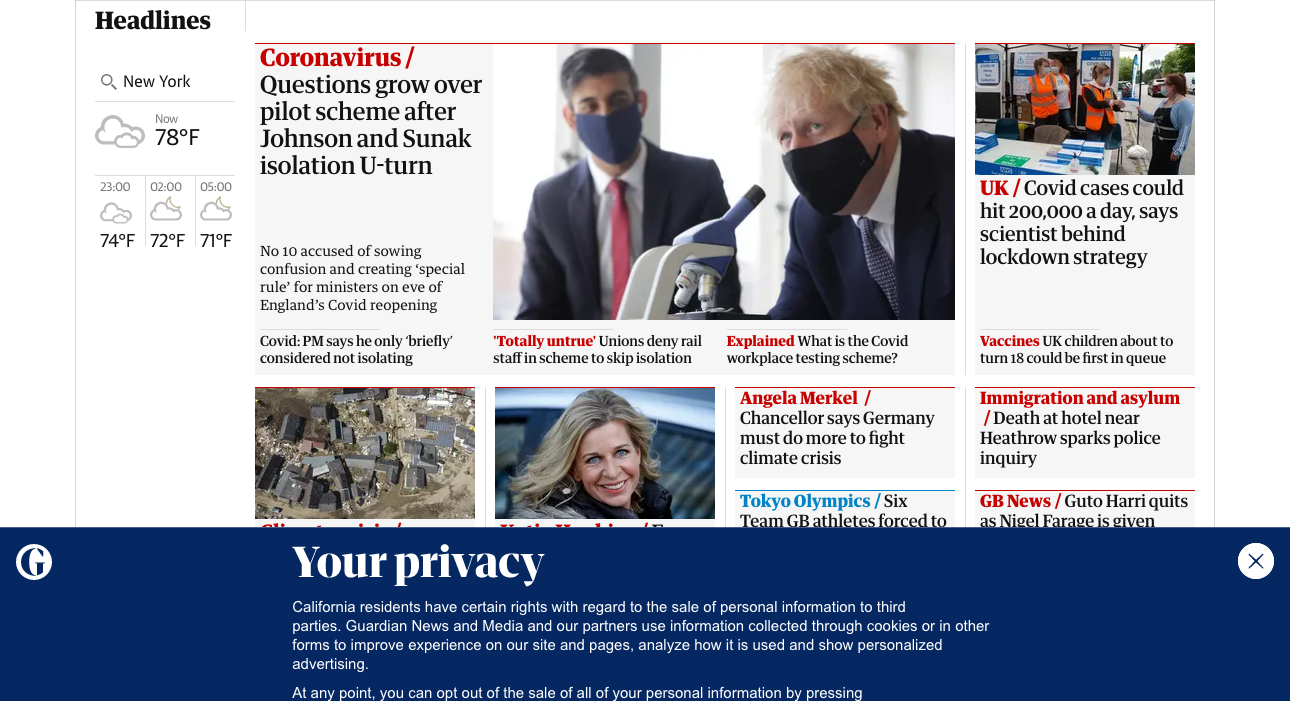 Headlines
New York
Now
78°F
23:00
02:00
05:00
74°F
72°F
71°F
Coronavirus /
Questions grow over
pilot scheme after
Johnson and Sunak
isolation U-turn
No 10 accused of sowing
confusion and creating ‘special
rule’ for ministers on eve of
England’s Covid reopening
Covid: PM says he only ‘briefly’
considered not isolating
'Totally untrue' Unions deny rail
staff in scheme to skip isolation
Explained What is the Covid
workplace testing scheme?
UK / Covid cases could
hit 200,000 a day, says
scientist behind
lockdown strategy
Vaccines UK children about to
turn 18 could be first in queue
Angela Merkel /
Chancellor says Germany
must do more to fight
climate crisis
Immigration and asylum
/ Death at hotel near
Heathrow sparks police
inquiry
Tokyo Olympics / Six
Team GB athletes forced to
GB News / Guto Harri quits
as Nigel Farage is given
Your privacy
California residents have certain rights with regard to the sale of personal information to third
parties. Guardian News and Media and our partners use information collected through cookies or in other
forms to improve experience on our site and pages, analyze how it is used and show personalized
advertising.
At any point, you can opt out of the sale of all of your personal information by pressing